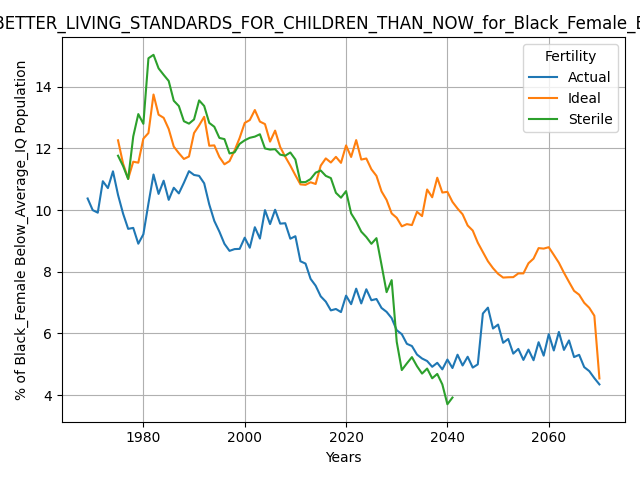 BETTER_LIVING_STANDARDS_FOR_CHILDREN_THAN_NOW_for_Black_Female_B
% of Black_Female Below_Average_IQ Population
Fertility
Actual
Ideal
Sterile
14
12
10
8
6
4
1980
2000
2020
2040
2060
Years